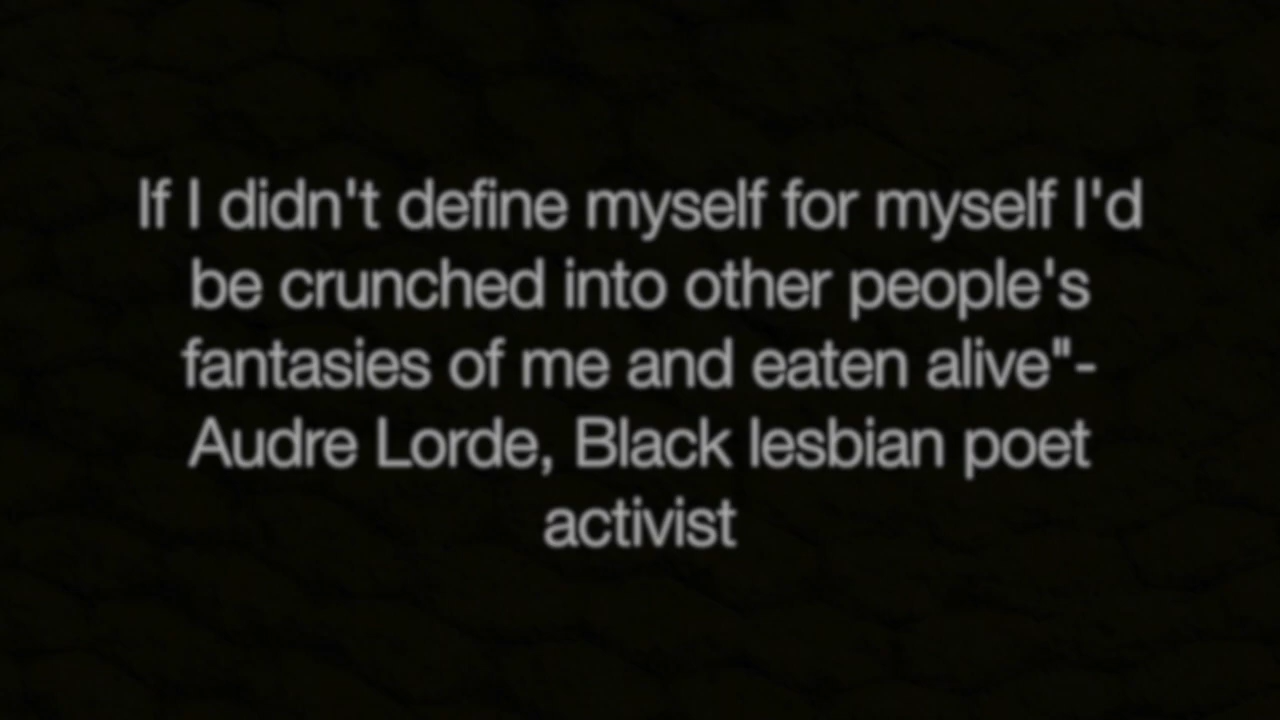 If I didn't define myself for myself I'd
be crunched into other people's
fantasies of me and eaten alive"-
Audre Lorde, Black lesbian poet
activist